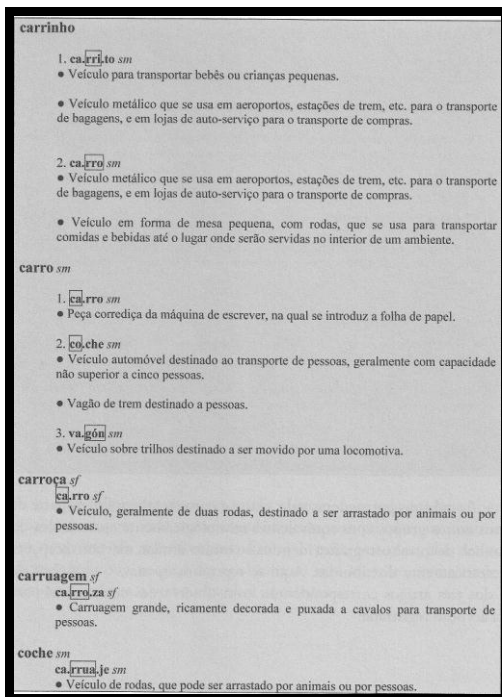 carrinho
1. ca.rri.to sm
● Veículo para transportar bebês ou crianças pequenas.
● Veículo metálico que se usa em aeroportos, estações de trem, etc. para o transporte
de bagagens, e em lojas de auto-serviço para o transporte de compras.
2. ca.rro sm
● Veículo metálico que se usa em aeroportos, estações de trem, etc. para o transporte
de bagagens, e em lojas de auto-serviço para o transporte de compras.
● Veículo em forma de mesa pequena, com rodas, que se usa para transportar
comidas e bebidas até o lugar onde serão servidas no interior de um ambiente.
carro sm
1. ca.rro sm
● Peça corrediça da máquina de escrever, na qual se introduz a folha de papel.
2. co.che sm
● Veículo automóvel destinado ao transporte de pessoas, geralmente com capacidade
não superior a cinco pessoas.
● Vagão de trem destinado a pessoas.
3. va.gón sm
● Veículo sobre trilhos destinado a ser movido por uma locomotiva.
carroça sf
ca.rro sf
● Veículo, geralmente de duas rodas, destinado a ser arrastado por animais ou por
pessoas.
carruagem sf
ca.rro.za sf
● Carruagem grande, ricamente decorada e puxada a cavalos para transporte de
pessoas.
coche sm
ca.rrua.je sm
● Veículo de rodas, que pode ser arrastado por animais ou por pessoas.